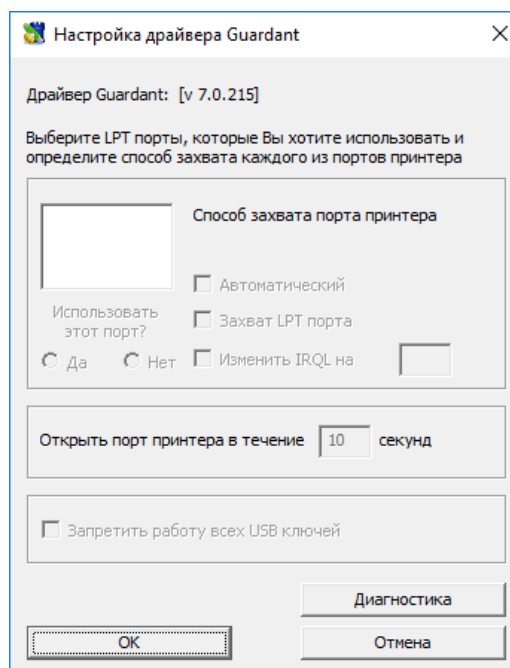 Настройка драйвера Guardant
Драйвер Guardant: [v 7.0.215]
Выберите LPT порты, которые Вы хотите использовать и
определите способ захвата каждого из портов принтера
Способ захвата порта принтера
Автоматический
Использовать
этот порт?
Захват LPT порта
Да Нет Изменить IRQL на
Открыть порт принтера в течение 10 секунд
Запретить работу всех USB ключей
Диагностика
OK Отмена